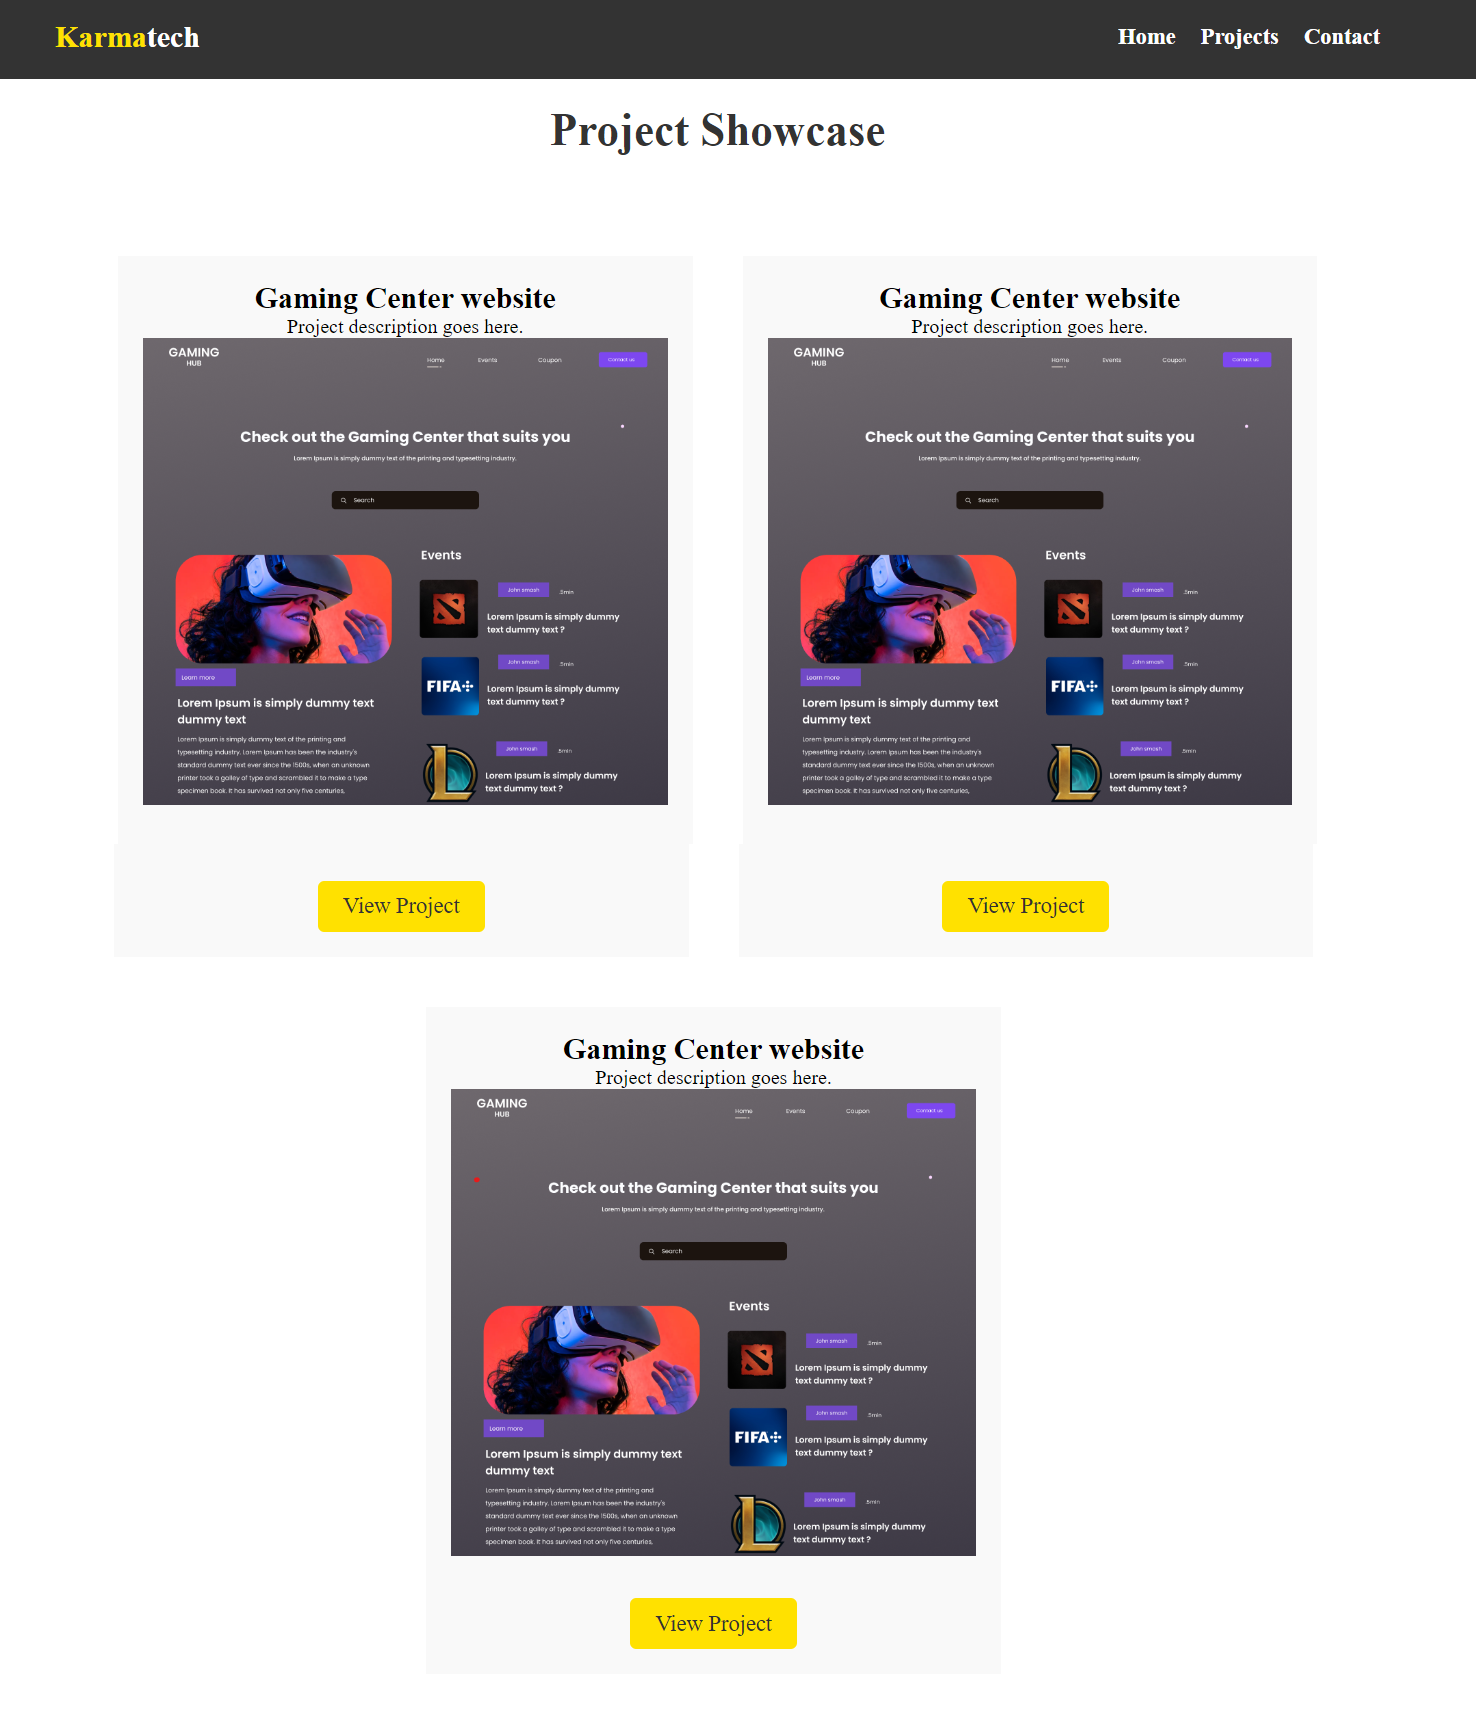 Karmatech
Home Projects Contact
Project Showcase
Gaming Center website
Project description goes here.
GAMING
HUB
Home Events Coupon Contact us
Check out the Gaming Center that suits you
Lorem Ipsum is simply dummy text of the printing and typesetting industry.
Search
Learn more
Lorem Ipsum is simply dummy text
dummy text
Lorem Ipsum is simply dummy text of the printing and
typesetting industry. Lorem Ipsum has been the industry's
standard dummy text ever since the 1500s, when an unknown
printer took a galley of type and scrambled it to make a type
specimen book. It has survived not only five centuries,
Events
John smash .5min
Lorem Ipsum is simply dummy
text dummy text ?
FIFA+
John smash .5min
Lorem Ipsum is simply dummy
text dummy text ?
L
John smash .5min
Lorem Ipsum is simply dummy
text dummy text ?
View Project
Gaming Center website
Project description goes here.
GAMING
HUB
Home Events Coupon Contact us
Check out the Gaming Center that suits you
Lorem Ipsum is simply dummy text of the printing and typesetting industry.
Search
Learn more
Lorem Ipsum is simply dummy text
dummy text
Lorem Ipsum is simply dummy text of the printing and
typesetting industry. Lorem Ipsum has been the industry's
standard dummy text ever since the 1500s, when an unknown
printer took a galley of type and scrambled it to make a type
specimen book. It has survived not only five centuries,
Events
John smash .5min
Lorem Ipsum is simply dummy
text dummy text ?
FIFA+
John smash .5min
Lorem Ipsum is simply dummy
text dummy text ?
L
John smash .5min
Lorem Ipsum is simply dummy
text dummy text ?
View Project
Gaming Center website
Project description goes here.
GAMING
HUB
Home Events Coupon Contact us
Check out the Gaming Center that suits you
Lorem Ipsum is simply dummy text of the printing and typesetting industry.
Search
Learn more
Lorem Ipsum is simply dummy text
dummy text
Lorem Ipsum is simply dummy text of the printing and
typesetting industry. Lorem Ipsum has been the industry's
standard dummy text ever since the 1500s, when an unknown
printer took a galley of type and scrambled it to make a type
specimen book. It has survived not only five centuries,
Events
John smash .5min
Lorem Ipsum is simply dummy
text dummy text ?
FIFA+
John smash .5min
Lorem Ipsum is simply dummy
text dummy text ?
L
John smash .5min
Lorem Ipsum is simply dummy
text dummy text ?
View Project